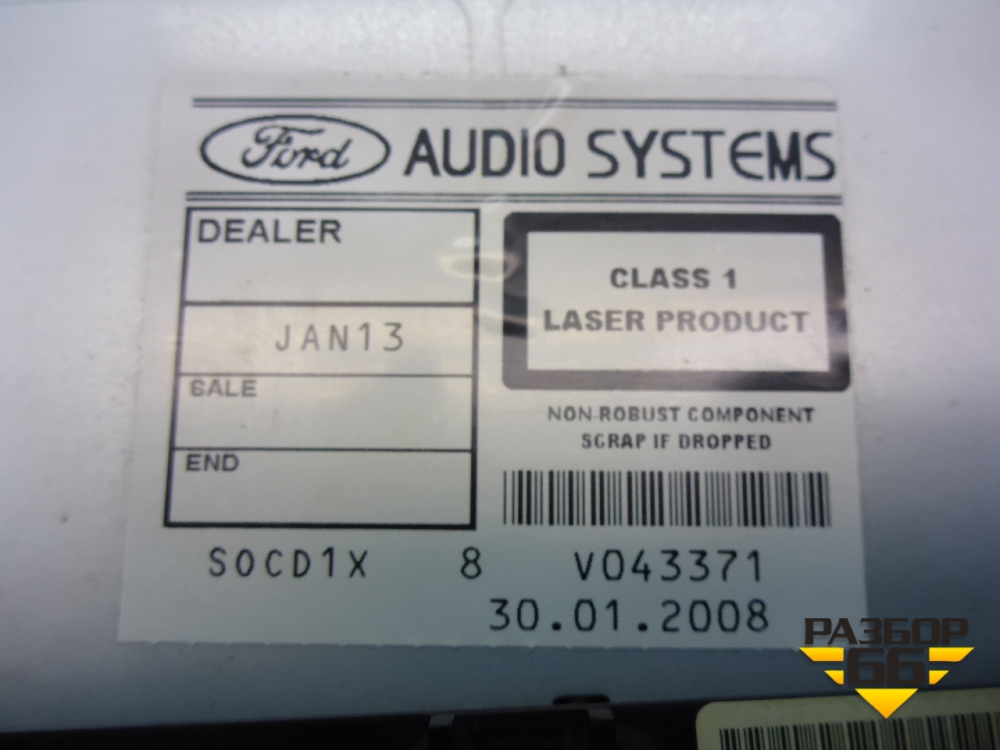 Ford AUDIO SYSTEMS
DEALER
JAN13
SALE
END
CLASS 1
LASER PRODUCT
NON-ROBUST COMPONENT
SCRAP IF DROPPED
S0CD1X 8 V043371
30.01.2008
РАЗБОР
66